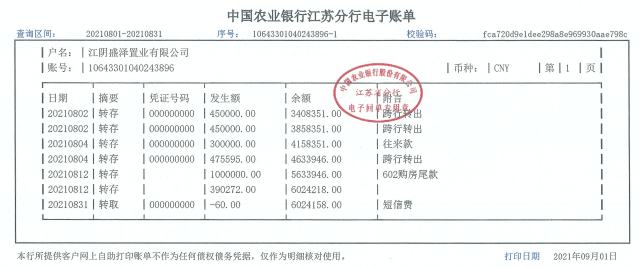 中国农业银行江苏分行电子账单
查询区间： 20210801-20210831 序号： 10643301040243896-1 校验码： fca720d9e1dee298a8e969930aae798c
户名： 江阴盛泽置业有限公司
账号： 10643301040243896 币种： CNY 第 1 页
日期 摘要 凭证号码 发生额 余额 附言
20210802 转存 000000000 450000.00 3408351.00 跨行转出
20210802 转存 000000000 450000.00 3858351.00 跨行转出
20210804 转存 000000000 300000.00 4158351.00 往来款
20210804 转存 000000000 475595.00 4633946.00 跨行转出
20210812 转存 1000000.00 5633946.00 602购房尾款
20210812 转存 390272.00 6024218.00
20210831 转取 000000000 -60.00 6024158.00 短信费
中国农业银行股份有限公司
江苏省分行
电子回单专用章
本行所提供客户网上自助打印账单不作为任何债权债务凭据，仅作为明细核对使用。 打印日期 2021年09月01日